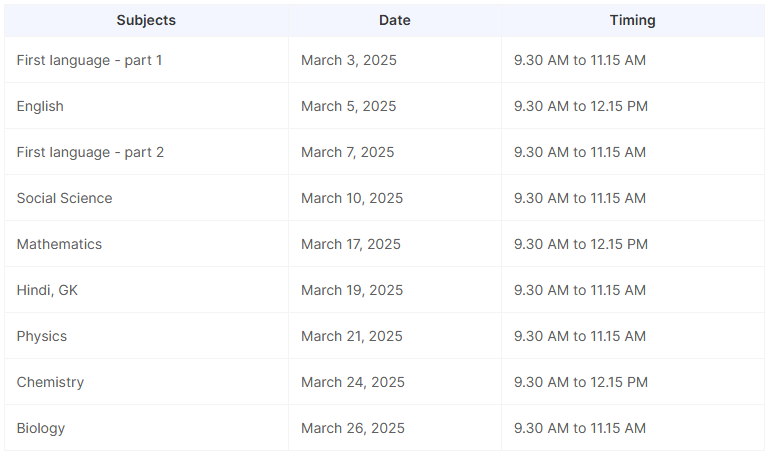 Subjects Date Timing
First language - part 1 March 3, 2025 9.30 AM to 11.15 AM
English March 5, 2025 9.30 AM to 12.15 PM
First language - part 2 March 7, 2025 9.30 AM to 11.15 AM
Social Science March 10, 2025 9.30 AM to 11.15 AM
Mathematics March 17, 2025 9.30 AM to 12.15 PM
Hindi, GK March 19, 2025 9.30 AM to 11.15 AM
Physics March 21, 2025 9.30 AM to 11.15 AM
Chemistry March 24, 2025 9.30 AM to 12.15 PM
Biology March 26, 2025 9.30 AM to 11.15 AM